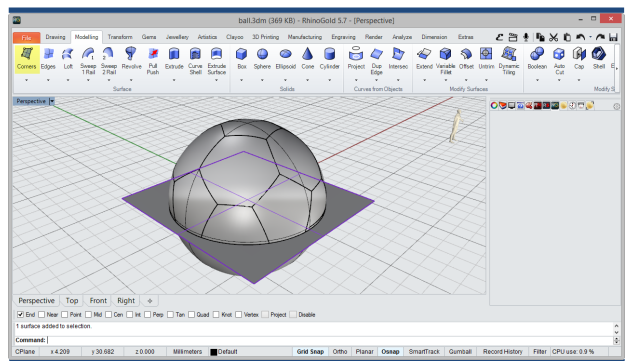 ball.3dm (369 KB) - RhinoGold 5.7 - [Perspective]
File Drawing Modelling Transform Gems Jewellery Artistics Clayoo 3D Printing Manufacturing Engraving Render Analyze Dimension Extras
Corners Edges Loft Sweep 1 Rail Sweep 2 Rail Revolve Pull Push Extrude Curve Shell Extrude Surface Box Sphere Ellipsoid Cone Cylinder Project Dup Edge Intersec Extend Variable Fillet Offset Untrim Dynamic Tiling Boolean Auto Cut Cap Shell E
Surface Solids Curves from Objects Modify Surfaces Modify S
Perspective
Perspective Top Front Right
End Near Point Mid Cen Int Perp Tan Quad Knot Vertex Project Disable
1 surface added to selection.
Command:
CPlane x 4.209 y 30.682 z 0.000 Millimeters Default Grid Snap Ortho Planar Osnap SmartTrack Gumball Record History Filter CPU use: 0.9 %